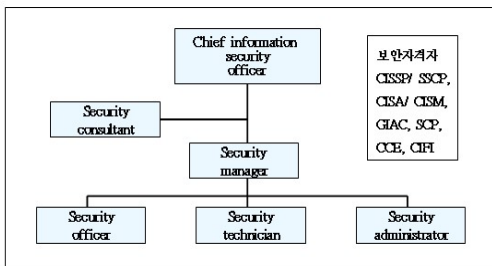 Chief information
security
officer
보안자격자
CISSP/ SSCP,
CISA/ CISM,
GIAC, SCP,
CCE, CIFI
Security
consultant
Security
manager
Security
officer
Security
technician
Security
administrator